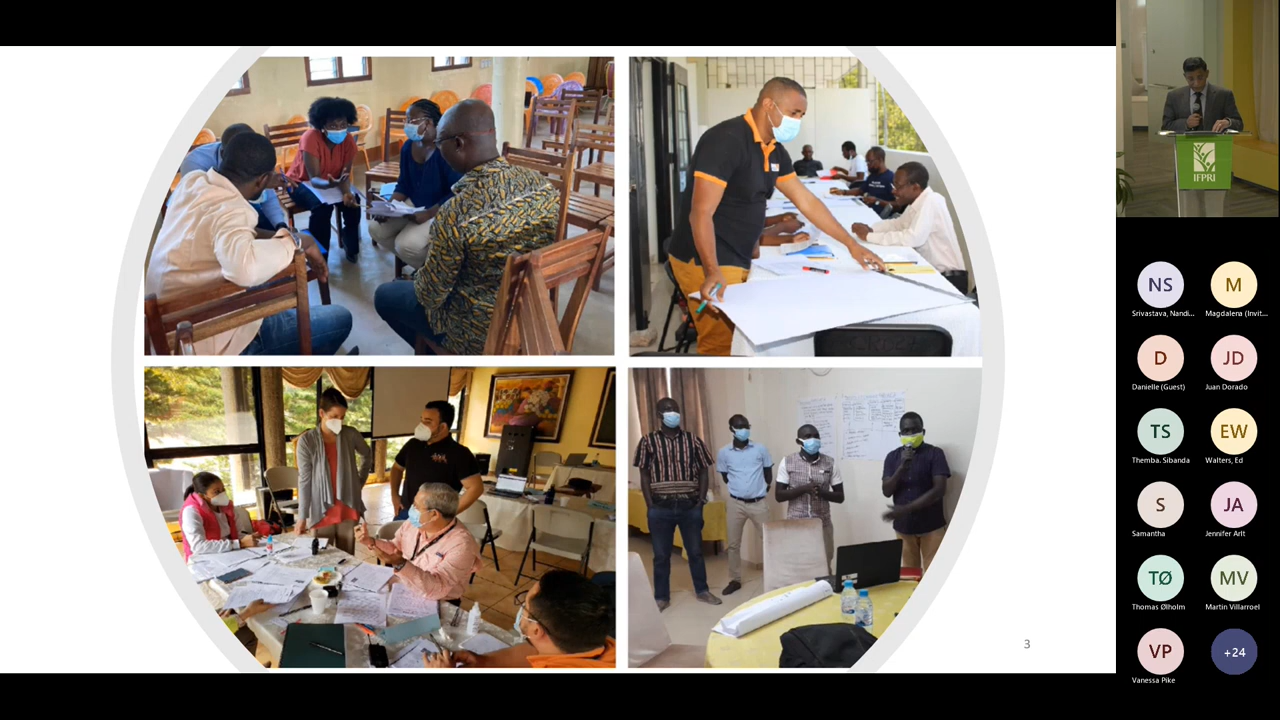 3
IFPRI
NS
Srivastava, Nandi...
M
Magdalena (Invit...
D
Danielle (Guest)
JD
Juan Dorado
TS
Themba. Sibanda
EW
Walters, Ed
S
Samantha
JA
Jennifer Arlt
TØ
Thomas Ølholm
MV
Martin Villarroel
VP
Vanessa Pike
+24